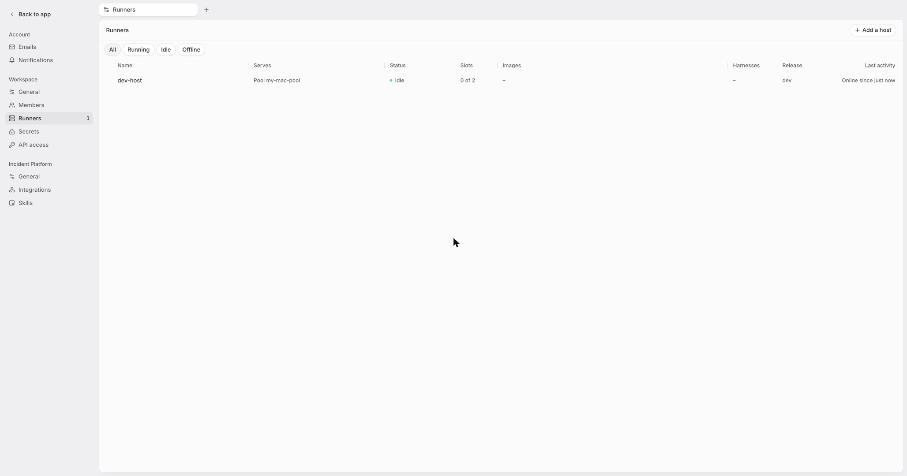 Back to app
Account
Emails
Notifications
Workspace
General
Members
Runners 1
Secrets
API access
Incident Platform
General
Integrations
Skills
Runners
Runners
Add a host
All Running Idle Offline
Name Serves Status Slots Images Harnesses Release Last activity
dev-host Pool my-mac-pool Idle 0 of 2 – – dev Online since just now